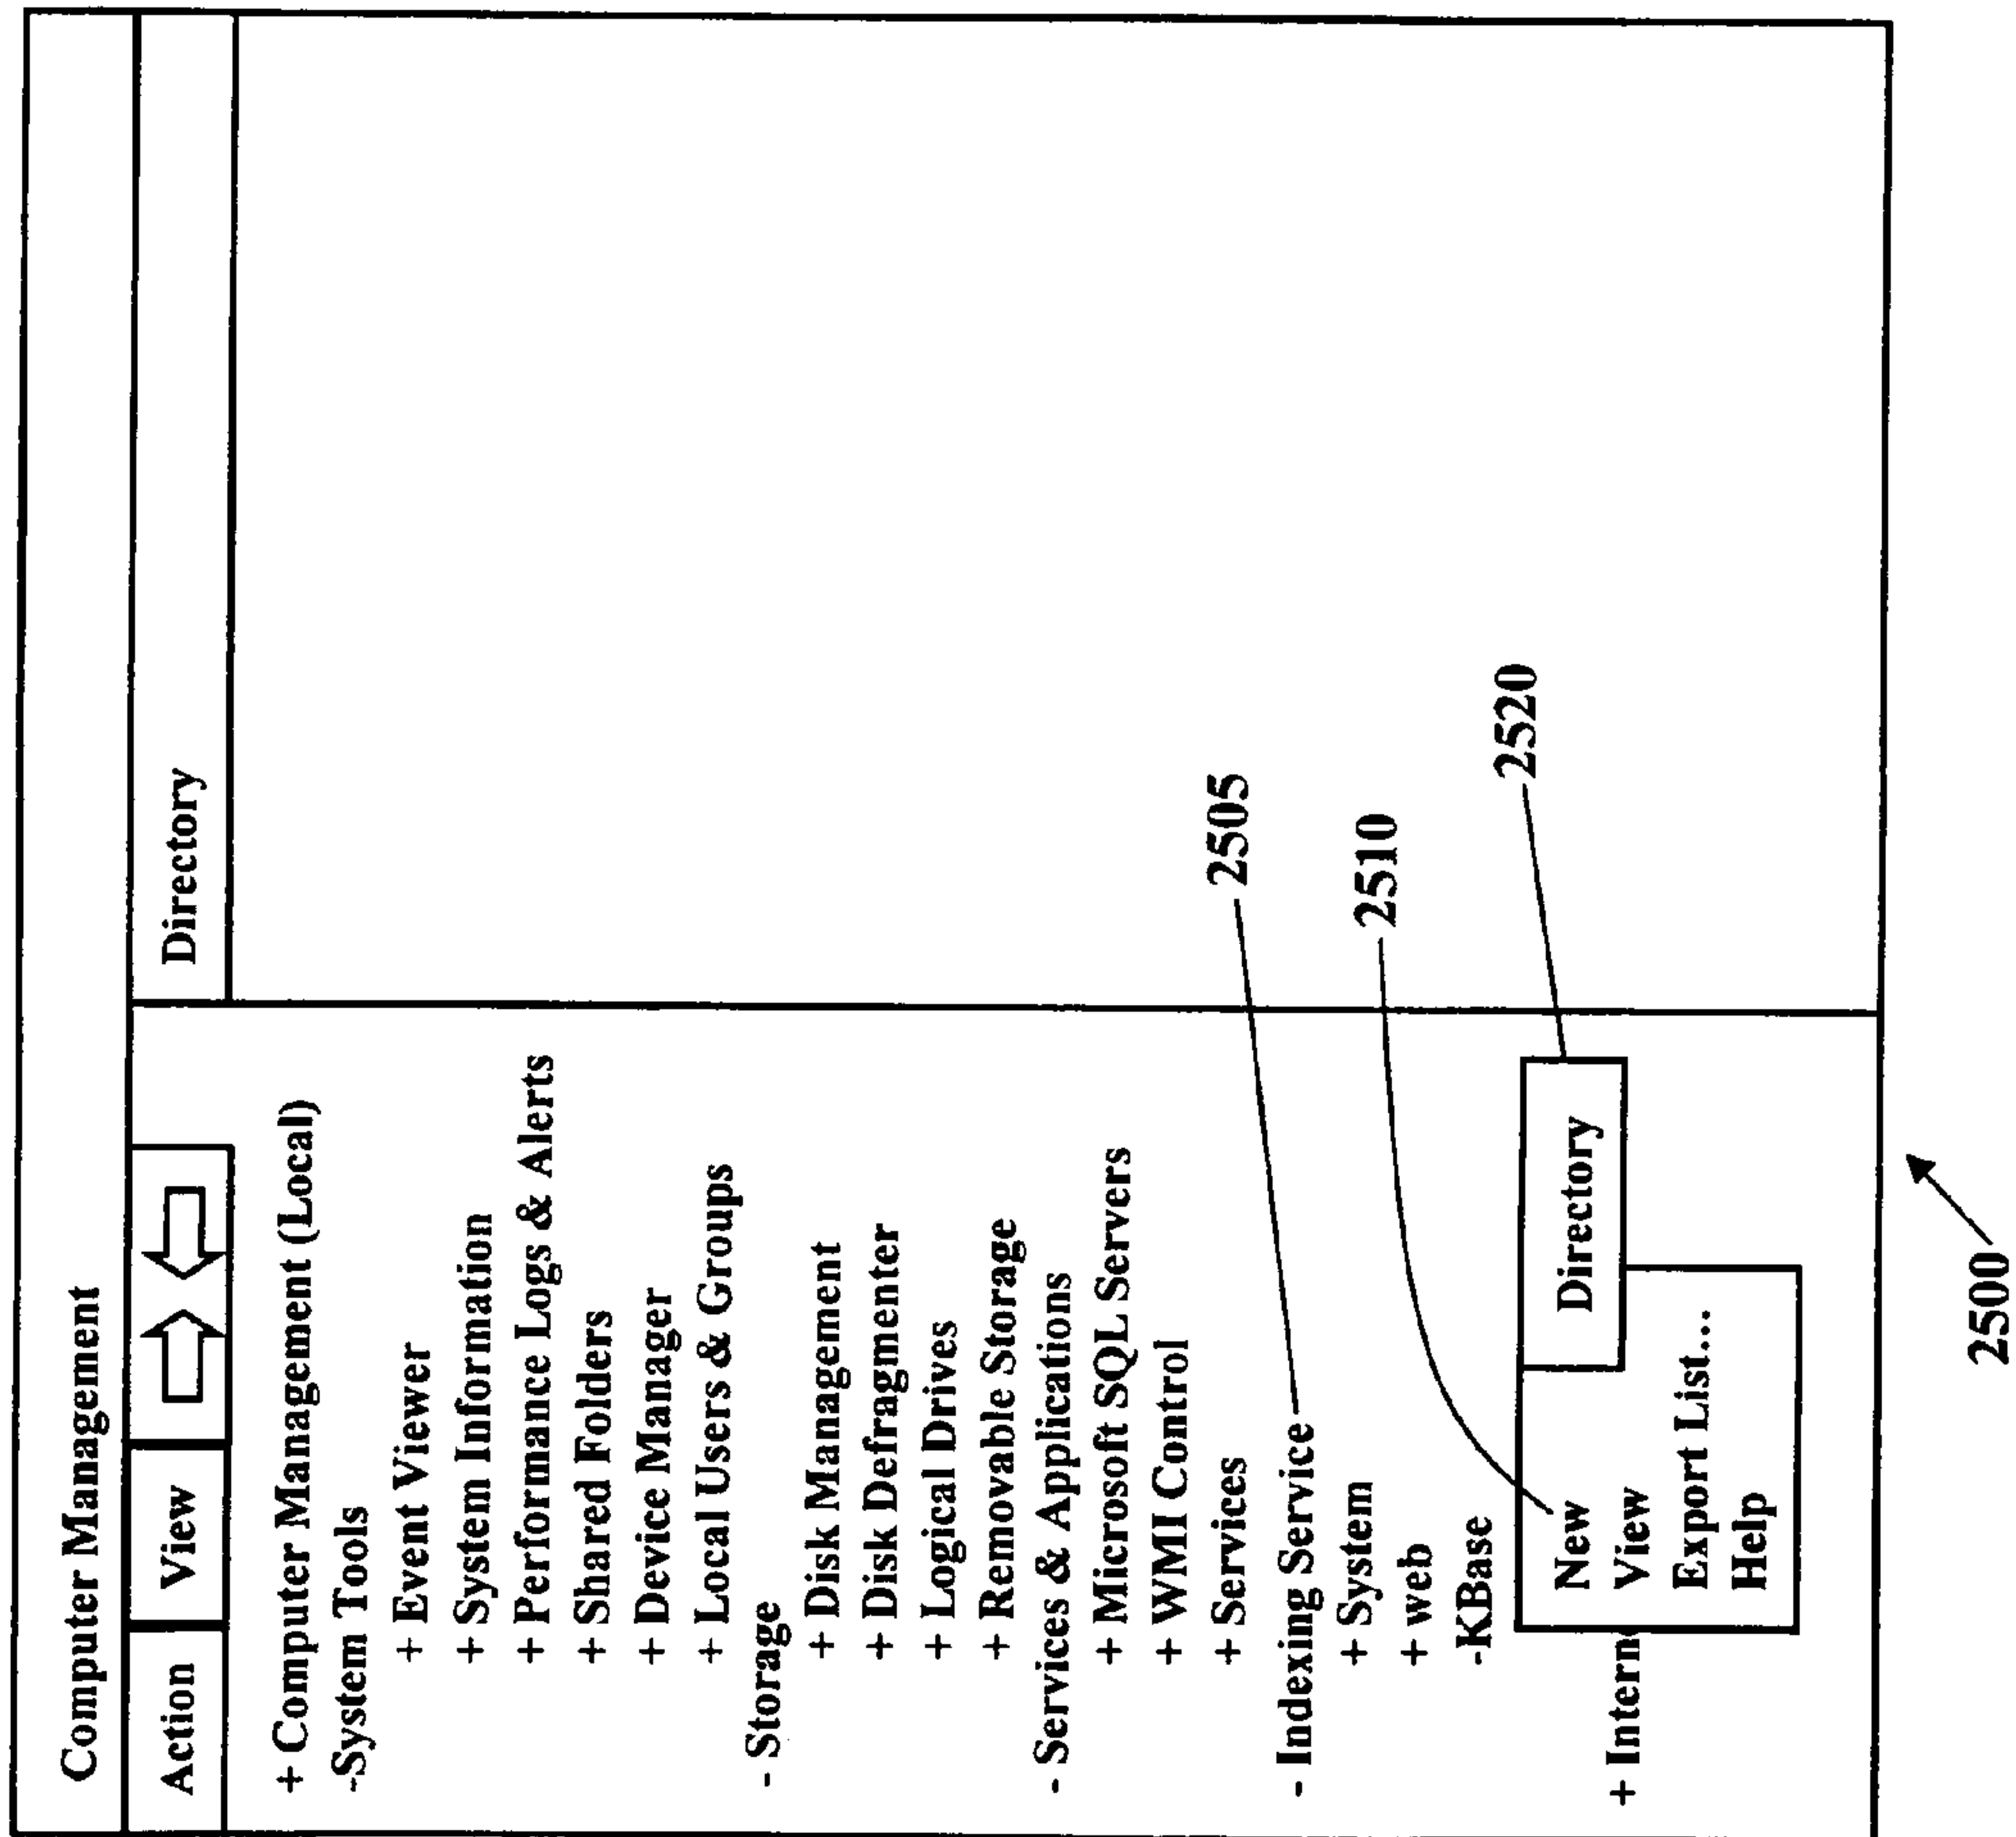 Computer Management
Action View Directory
+ Computer Management (Local)
-System Tools
+ Event Viewer
+ System Information
+ Performance Logs & Alerts
+ Shared Folders
+ Device Manager
+ Local Users & Groups
- Storage
+ Disk Management
+ Disk Defragmenter
+ Logical Drives
+ Removable Storage
- Services & Applications
+ Microsoft SQL Servers
+ WMI Control
+ Services
- Indexing Service 2505
+ System
+ web 2510
-KBase
New Directory 2520
View
+ Intern
Export List...
Help
2500